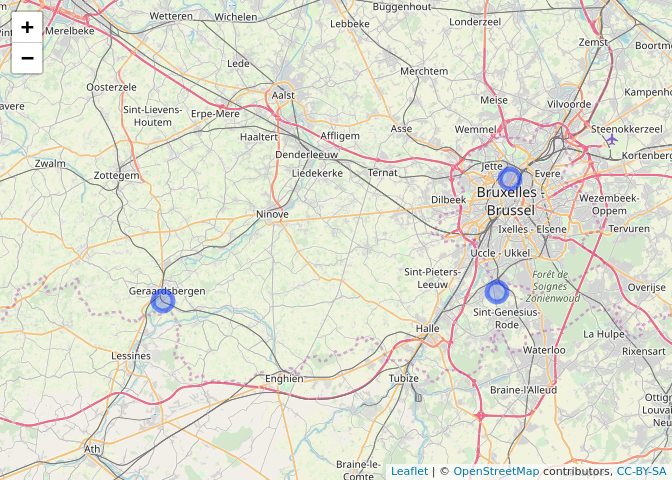 +
−
Buggenhout
Wetteren
Wichelen
Lebbeke
Londerzeel
Merelbeke
Zemst
Boortm
Lede
Merchtem
Oosterzele
Aalst
Meise
Kampenho
avere
Sint-Lievens-
Houtem
Erpe-Mere
Vilvoorde
Haaltert
Affligem
Asse
Wemmel
Steenokkerzeel
Denderleeuw
Kortenber
Zwalm
Zottegem
Liedekerke
Ternat
Jette
Evere
Bruxelles -
Brussel
Dilbeek
Wezembeek-
Oppem
Ninove
Ixelles - Elsene
Tervuren
Uccle - Ukkel
Sint-Pieters-
Leeuw
Forêt de
Soignes
Zoniënwoud
Geraardsbergen
Overijse
Sint-Genesius-
Rode
Halle
La Hulpe
Lessines
Waterloo
Rixensart
Enghien
Tubize
Braine-l'Alleud
Ottig
Louva
Neu
Ath
Braine-le-
Comte
Leaflet | © OpenStreetMap contributors, CC-BY-SA